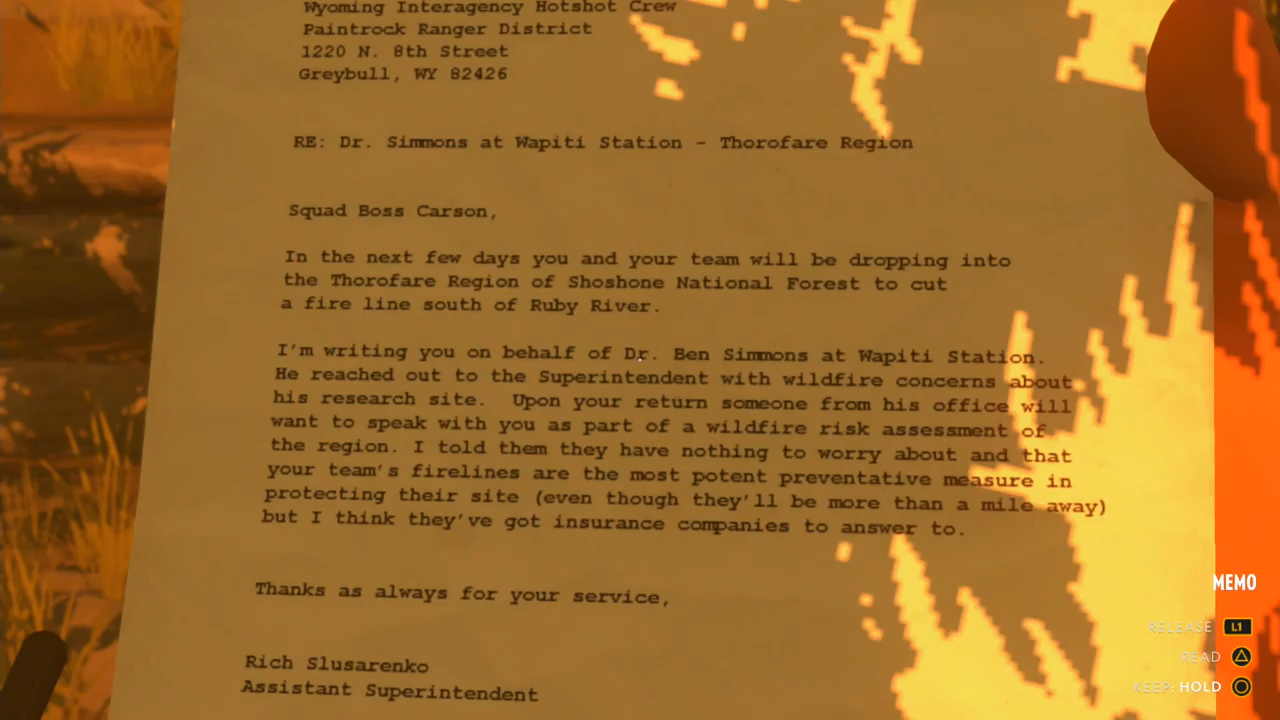 Wyoming Interagency Hotshot Crew
Paintrock Ranger District
1220 N. 8th Street
Greybull, WY 82426
RE: Dr. Simmons at Wapiti Station - Thorofare Region
Squad Boss Carson,
In the next few days you and your team will be dropping into
the Thorofare Region of Shoshone National Forest to cut
a fire line south of Ruby River.
I'm writing you on behalf of Dr. Ben Simmons at Wapiti Station.
He reached out to the Superintendent with wildfire concerns about
his research site.  Upon your return someone from his office will
want to speak with you as part of a wildfire risk assessment of
the region. I told them they have nothing to worry about and that
your team's firelines are the most potent preventative measure in
protecting their site (even though they'll be more than a mile away)
but I think they've got insurance companies to answer to.
Thanks as always for your service,
Rich Slusarenko
Assistant Superintendent
MEMO
RELEASE L1
READ
KEEP: HOLD